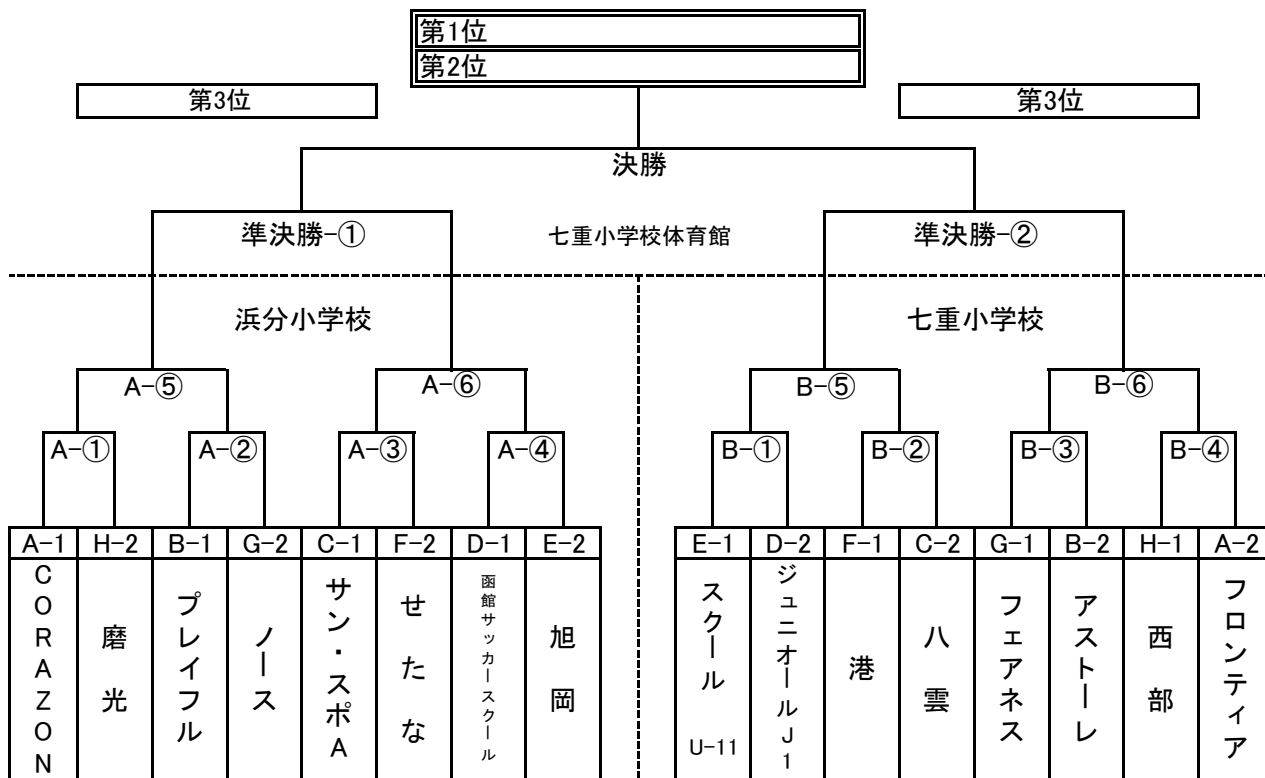 第1位
第2位
第3位
第3位
決勝
準決勝-①
七重小学校体育館
準決勝-②
浜分小学校
七重小学校
A-⑤
A-⑥
B-⑤
B-⑥
A-①
A-②
A-③
A-④
B-①
B-②
B-③
B-④
A-1
H-2
B-1
G-2
C-1
F-2
D-1
E-2
E-1
D-2
F-1
C-2
G-1
B-2
H-1
A-2
CORAZON
磨光
プレイフル
ノース
サン・スポA
せたな
函館サッカースクール
旭岡
スクール U-11
ジュニオールJ1
港
八雲
フェアネス
アストーレ
西部
フロンティア